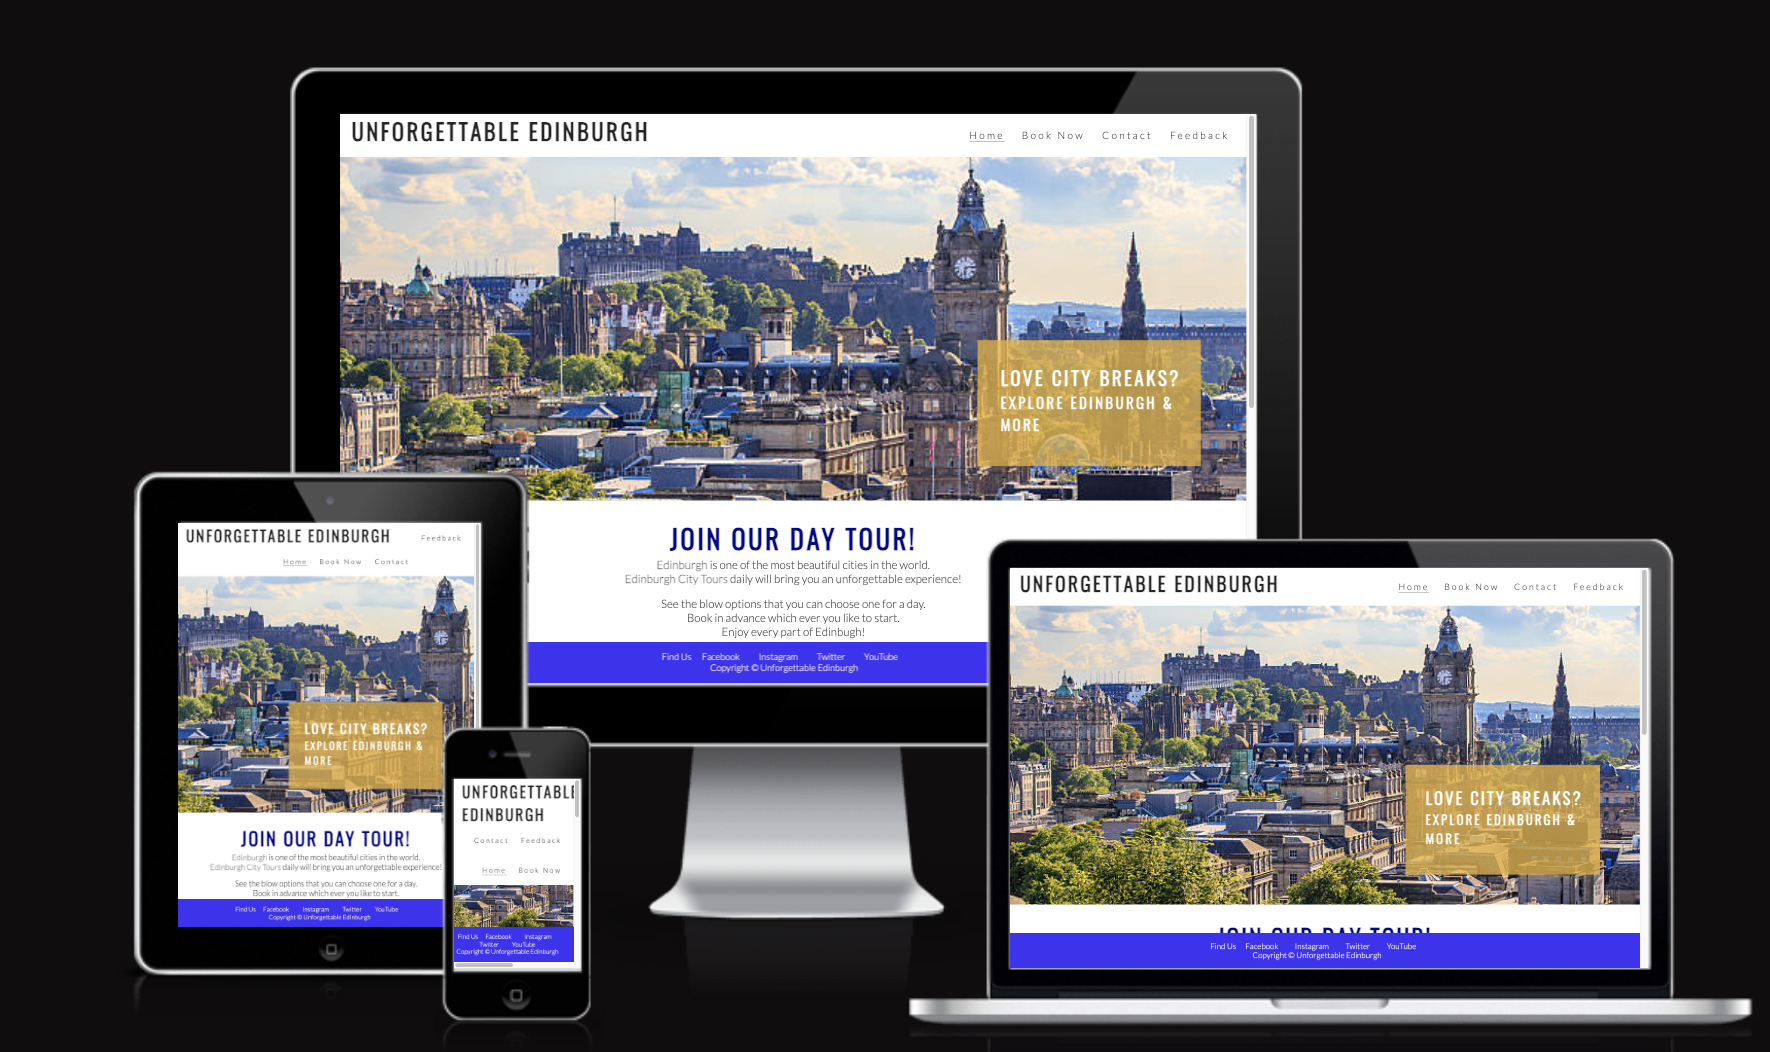 UNFORGETTABLE EDINBURGH
Home Book Now Contact Feedback
LOVE CITY BREAKS?
EXPLORE EDINBURGH &
MORE
JOIN OUR DAY TOUR!
Edinburgh is one of the most beautiful cities in the world.
Edinburgh City Tours daily will bring you an unforgettable experience!
See the blow options that you can choose one for a day.
Book in advance which ever you like to start.
Enjoy every part of Edinbugh!
Find Us Facebook Instagram Twitter YouTube
Copyright © Unforgettable Edinburgh
UNFORGETTABLE EDINBURGH
Feedback
Home Book Now Contact
LOVE CITY BREAKS?
EXPLORE EDINBURGH &
MORE
JOIN OUR DAY TOUR!
Edinburgh is one of the most beautiful cities in the world.
Edinburgh City Tours daily will bring you an unforgettable experience!
See the blow options that you can choose one for a day.
Book in advance which ever you like to start.
Find Us Facebook Instagram Twitter YouTube
Copyright © Unforgettable Edinburgh
UNFORGETTABLE
EDINBURGH
Contact Feedback
Home Book Now
Find Us Facebook Instagram
Twitter YouTube
Copyright © Unforgettable Edinburgh
UNFORGETTABLE EDINBURGH
Home Book Now Contact Feedback
LOVE CITY BREAKS?
EXPLORE EDINBURGH &
MORE
JOIN OUR DAY TOUR!
Find Us Facebook Instagram Twitter YouTube
Copyright © Unforgettable Edinburgh